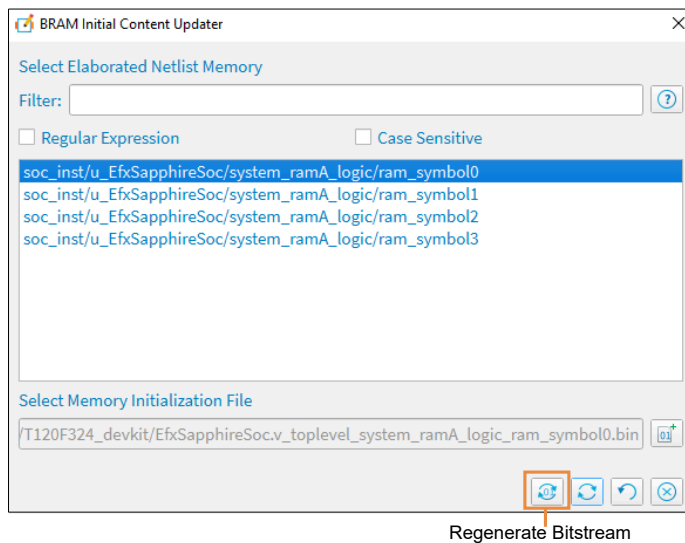 BRAM Initial Content Updater
Select Elaborated Netlist Memory
Filter:
Regular Expression
Case Sensitive
soc_inst/u_EfxSapphireSoc/system_ramA_logic/ram_symbol0
soc_inst/u_EfxSapphireSoc/system_ramA_logic/ram_symbol1
soc_inst/u_EfxSapphireSoc/system_ramA_logic/ram_symbol2
soc_inst/u_EfxSapphireSoc/system_ramA_logic/ram_symbol3
Select Memory Initialization File
/T120F324_devkit/EfxSapphireSoc.v_toplevel_system_ramA_logic_ram_symbol0.bin
Regenerate Bitstream